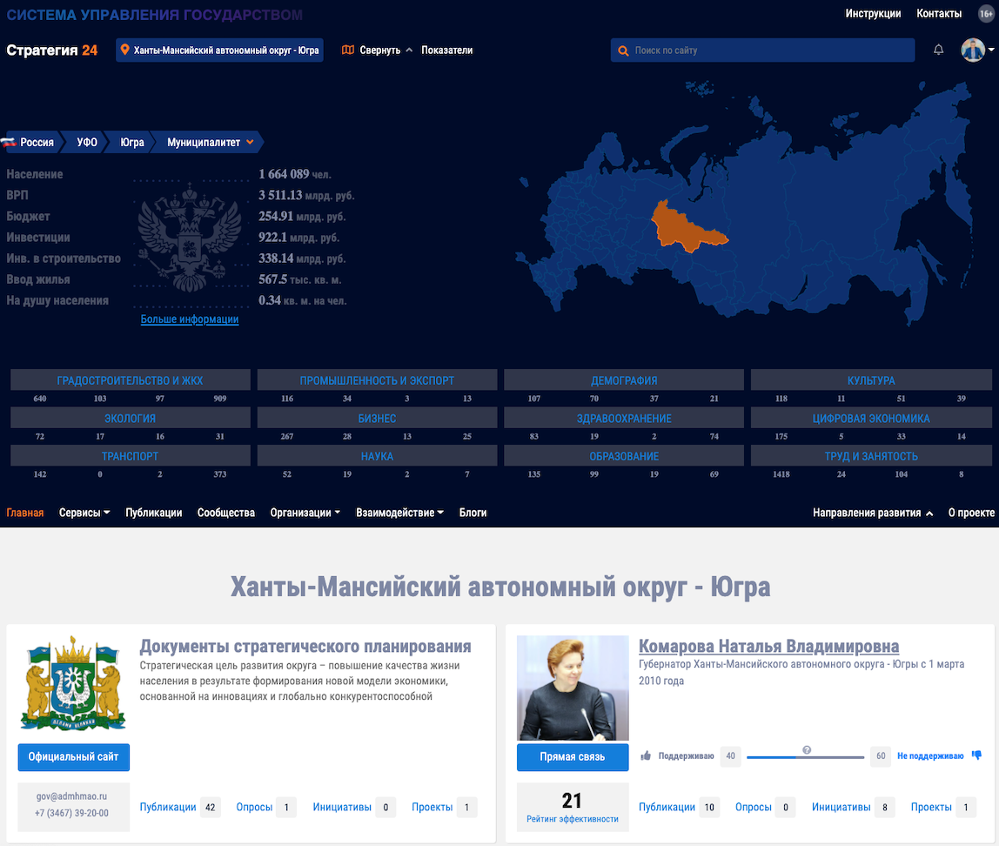 СИСТЕМА УПРАВЛЕНИЯ ГОСУДАРСТВОМ
Инструкции Контакты 16+
Стратегия 24 Ханты-Мансийский автономный округ - Югра Свернуть Показатели Поиск по сайту
Россия УФО Югра Муниципалитет
Население 1 664 089 чел.
ВРП 3 511.13 млрд. руб.
Бюджет 254.91 млрд. руб.
Инвестиции 922.1 млрд. руб.
Инв. в строительство 338.14 млрд. руб.
Ввод жилья 567.5 тыс. кв. м.
На душу населения 0.34 кв. м. на чел.
Больше информации
ГРАДОСТРОИТЕЛЬСТВО И ЖКХ ПРОМЫШЛЕННОСТЬ И ЭКСПОРТ ДЕМОГРАФИЯ КУЛЬТУРА
640 103 97 909 116 34 3 13 107 70 37 21 118 11 51 39
ЭКОЛОГИЯ БИЗНЕС ЗДРАВООХРАНЕНИЕ ЦИФРОВАЯ ЭКОНОМИКА
72 17 16 31 267 28 13 25 83 19 2 74 175 5 33 14
ТРАНСПОРТ НАУКА ОБРАЗОВАНИЕ ТРУД И ЗАНЯТОСТЬ
142 0 2 373 52 19 2 7 135 99 19 69 1418 24 104 8
Главная Сервисы Публикации Сообщества Организации Взаимодействие Блоги Направления развития О проекте
Ханты-Мансийский автономный округ - Югра
Документы стратегического планирования
Стратегическая цель развития округа – повышение качества жизни
населения в результате формирования новой модели экономики,
основанной на инновациях и глобально конкурентоспособной
Официальный сайт
gov@admhmao.ru
+7 (3467) 39-20-00
Публикации 42 Опросы 1 Инициативы 0 Проекты 1
Комарова Наталья Владимировна
Губернатор Ханты-Мансийского автономного округа - Югры с 1 марта
2010 года
Прямая связь
Поддерживаю 40 ? 60 Не поддерживаю
21
Рейтинг эффективности
Публикации 10 Опросы 0 Инициативы 8 Проекты 1